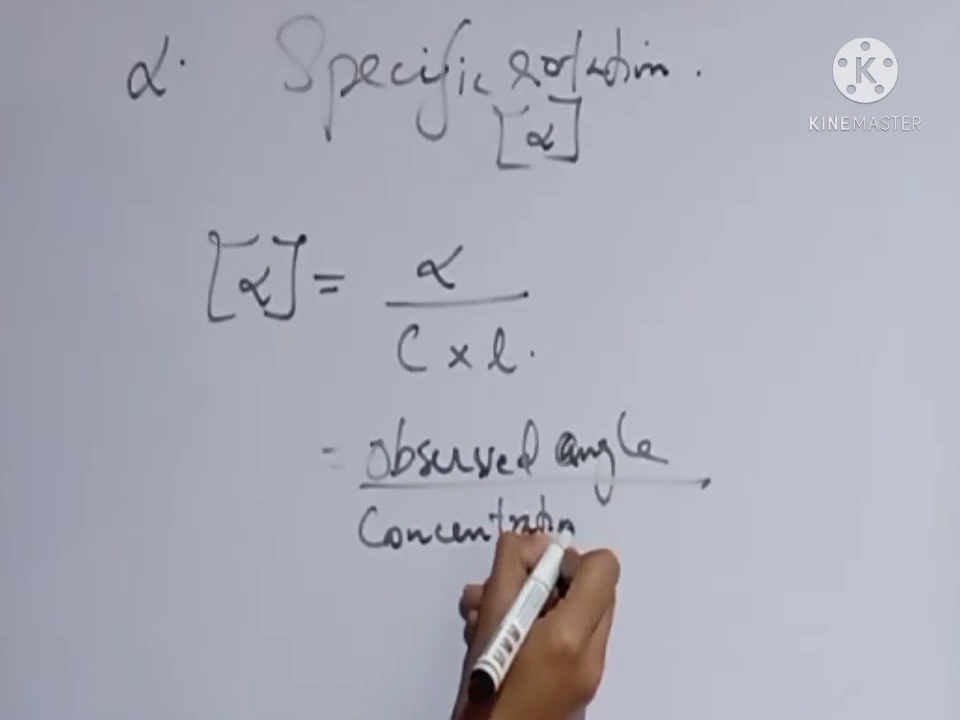 α. Specific rotation.
[α]
[α] = α
C × l.
= Observed angle
Concentration
K
KINEMASTER